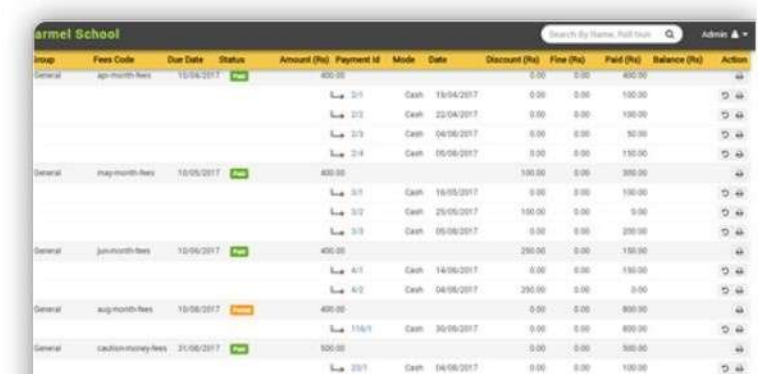 armel School Search By Name, Roll Num Admin
Group Fees Code Due Date Status Amount (Rs) Payment Id Mode Date Discount (Rs) Fine (Rs) Paid (Rs) Balance (Rs) Action
General apr-month-fees 10/04/2017 Paid 400.00 0.00 0.00 400.00
2/1 Cash 19/04/2017 0.00 0.00 100.00
2/2 Cash 22/04/2017 0.00 0.00 100.00
2/3 Cash 04/08/2017 0.00 0.00 50.00
2/4 Cash 05/08/2017 0.00 0.00 150.00
General may-month-fees 10/05/2017 Paid 400.00 100.00 0.00 300.00
3/1 Cash 16/05/2017 0.00 0.00 100.00
3/2 Cash 25/05/2017 100.00 0.00 0.00
3/3 Cash 05/08/2017 0.00 0.00 200.00
General jun-month-fees 10/06/2017 Paid 400.00 250.00 0.00 150.00
4/1 Cash 14/06/2017 0.00 0.00 150.00
4/2 Cash 04/08/2017 250.00 0.00 0.00
General aug-month-fees 10/08/2017 400.00 0.00 0.00 800.00
Cash 30/08/2017 0.00 0.00 800.00
General caution-money-fees 31/08/2017 Paid 500.00 0.00 0.00 500.00
Cash 04/08/2017 0.00 0.00 100.00